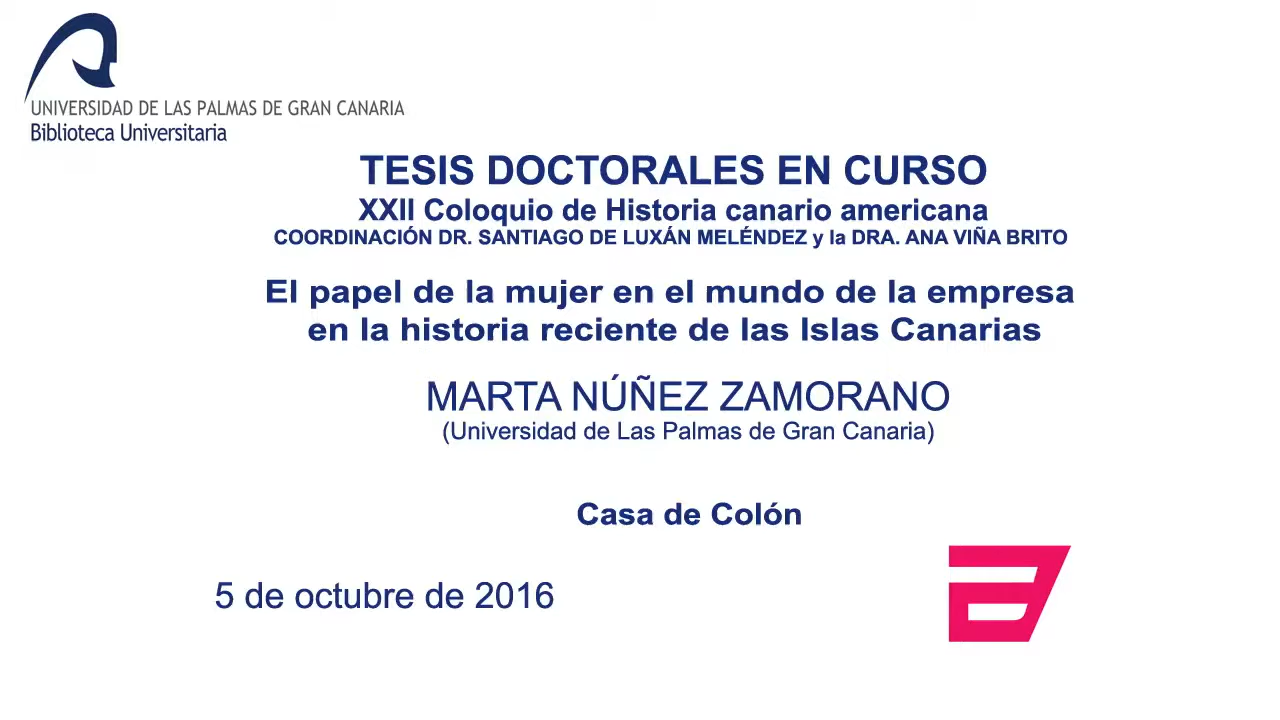 UNIVERSIDAD DE LAS PALMAS DE GRAN CANARIA
Biblioteca Universitaria
TESIS DOCTORALES EN CURSO
XXII Coloquio de Historia canario americana
COORDINACIÓN DR. SANTIAGO DE LUXÁN MELÉNDEZ y la DRA. ANA VIÑA BRITO
El papel de la mujer en el mundo de la empresa
en la historia reciente de las Islas Canarias
MARTA NÚÑEZ ZAMORANO
(Universidad de Las Palmas de Gran Canaria)
Casa de Colón
5 de octubre de 2016